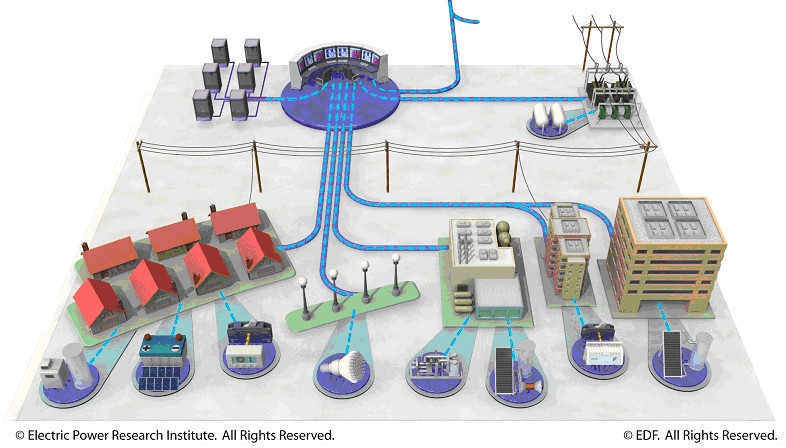 © Electric Power Research Institute. All Rights Reserved.
© EDF. All Rights Reserved.